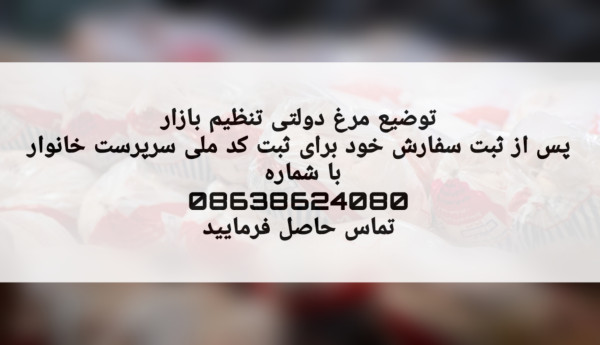 توضیع مرغ دولتی تنظیم بازار
پس از ثبت سفارش خود برای ثبت کد ملی سرپرست خانوار
با شماره
08638624080
تماس حاصل فرمایید